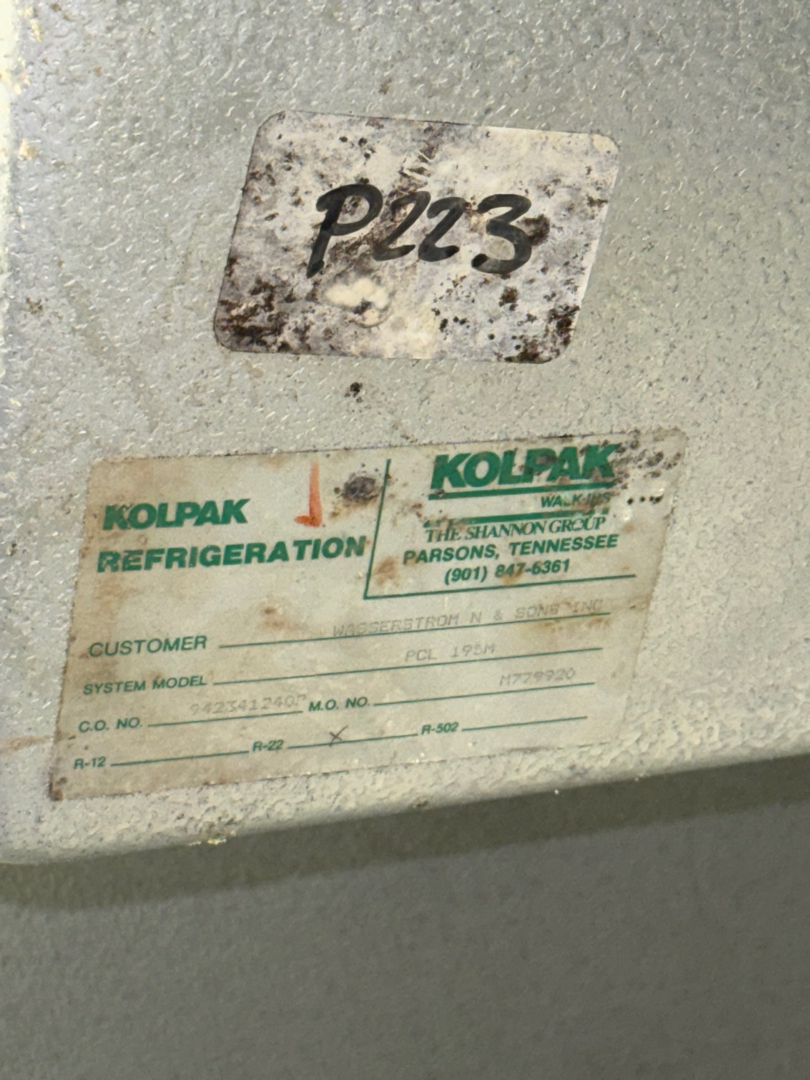 P223
KOLPAK
REFRIGERATION
KOLPAK
WALK-INS
THE SHANNON GROUP
PARSONS, TENNESSEE
(901) 847-6361
CUSTOMER WASSERSTROM N & SONS INC
SYSTEM MODEL PCL 195M
C.O. NO. M.O. NO. M779920
R-12 R-22 X R-502